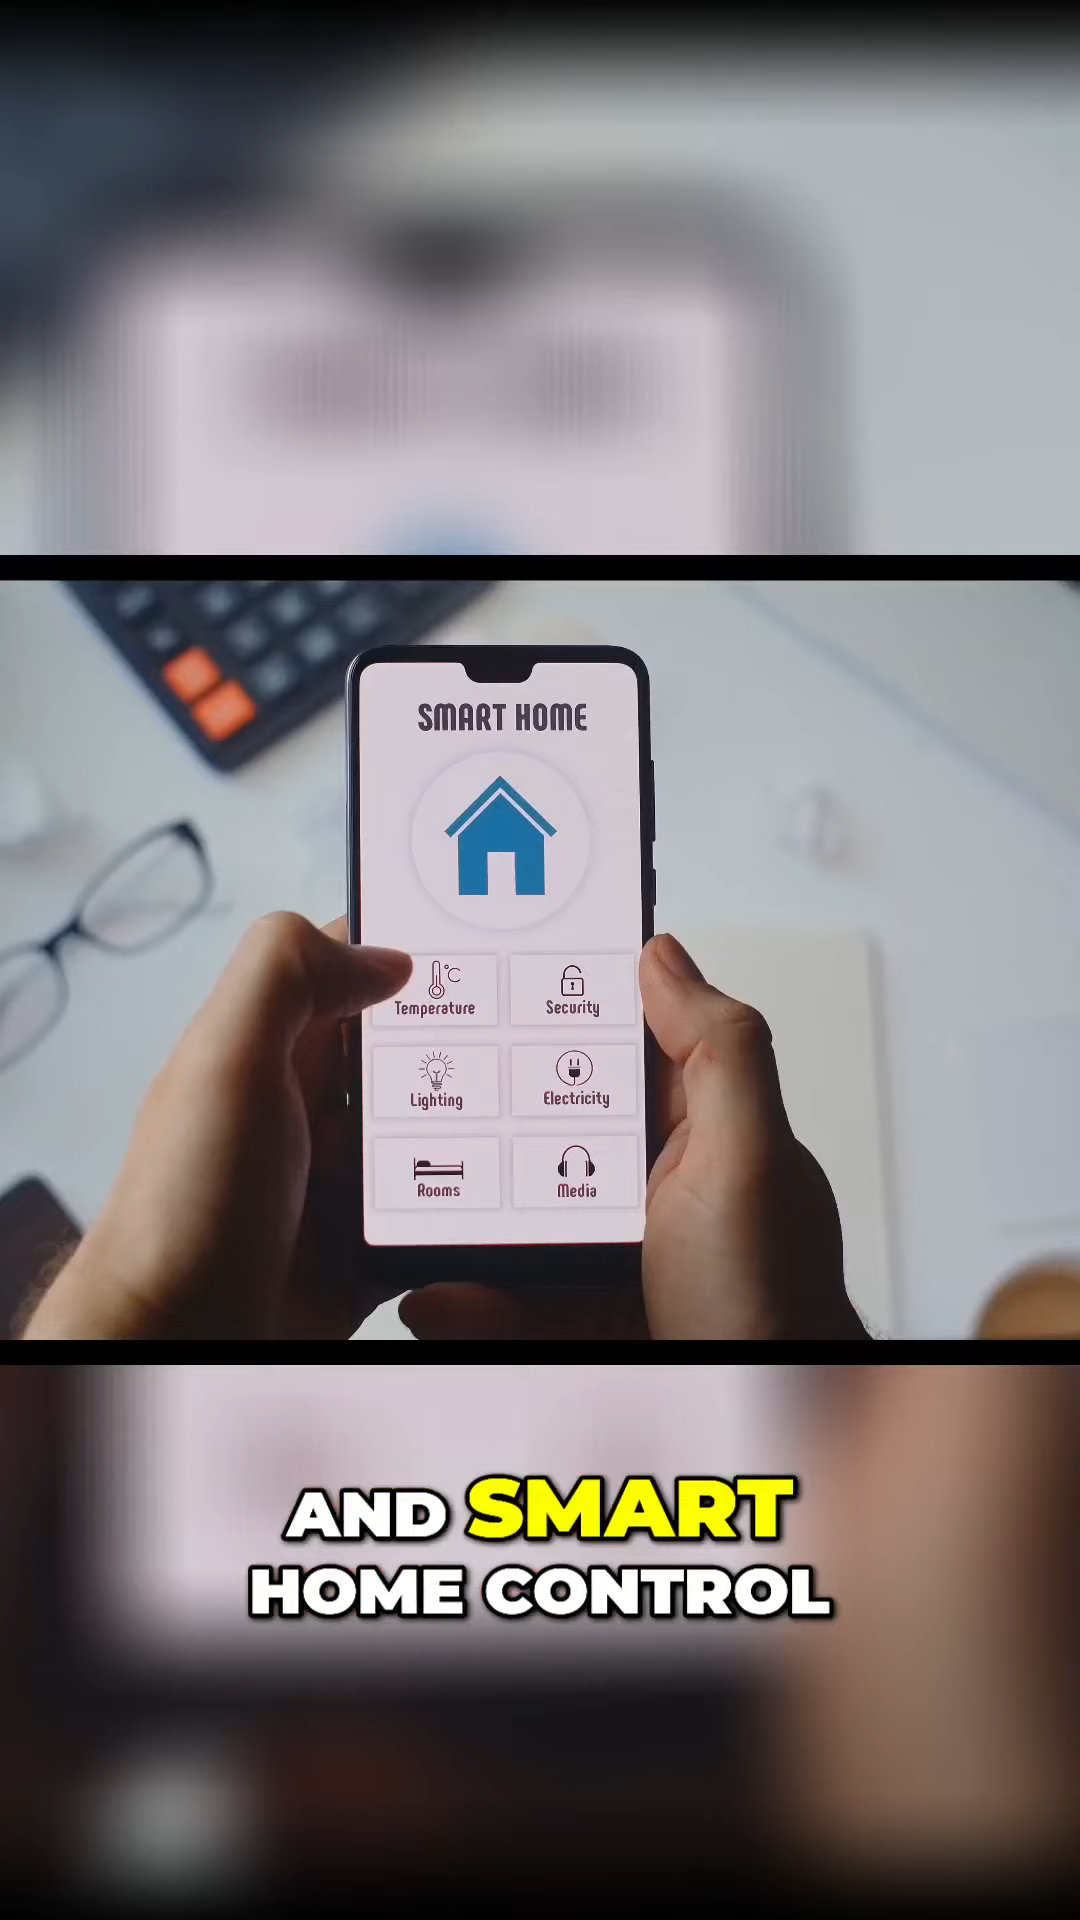 SMART HOME
°C
Temperature
Security
Lighting
Electricity
Rooms
Media
AND SMART
HOME CONTROL